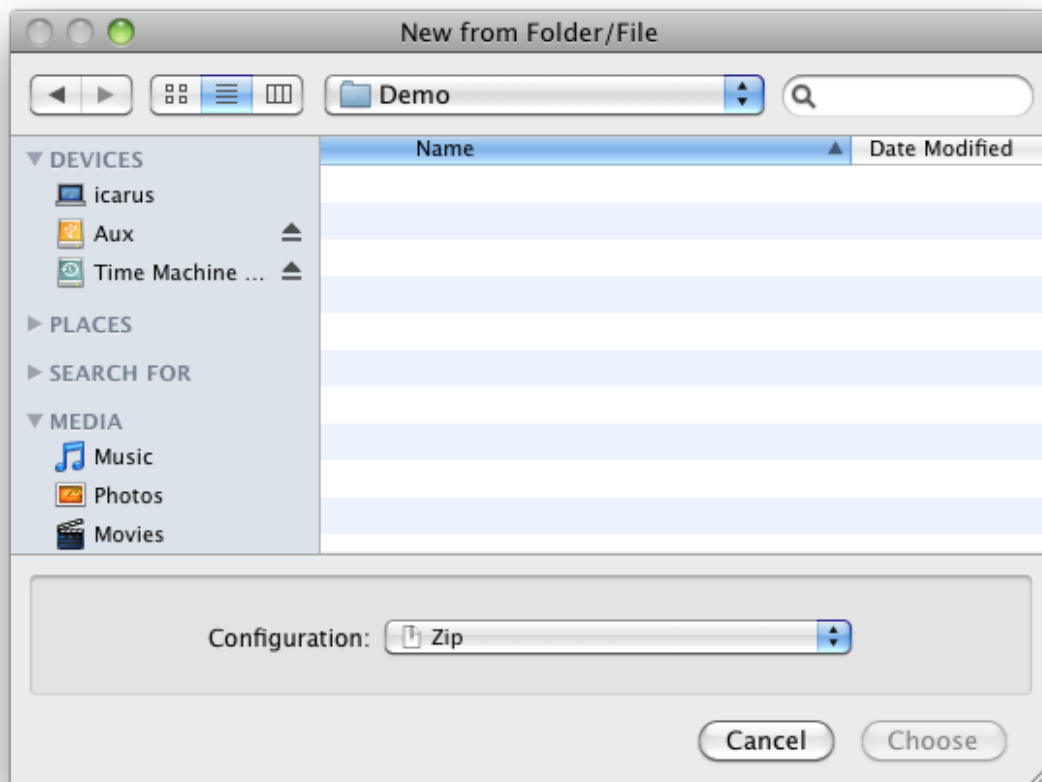 New from Folder/File
Demo
DEVICES
Name
Date Modified
icarus
Aux
Time Machine ...
PLACES
SEARCH FOR
MEDIA
Music
Photos
Movies
Configuration: Zip
Cancel
Choose